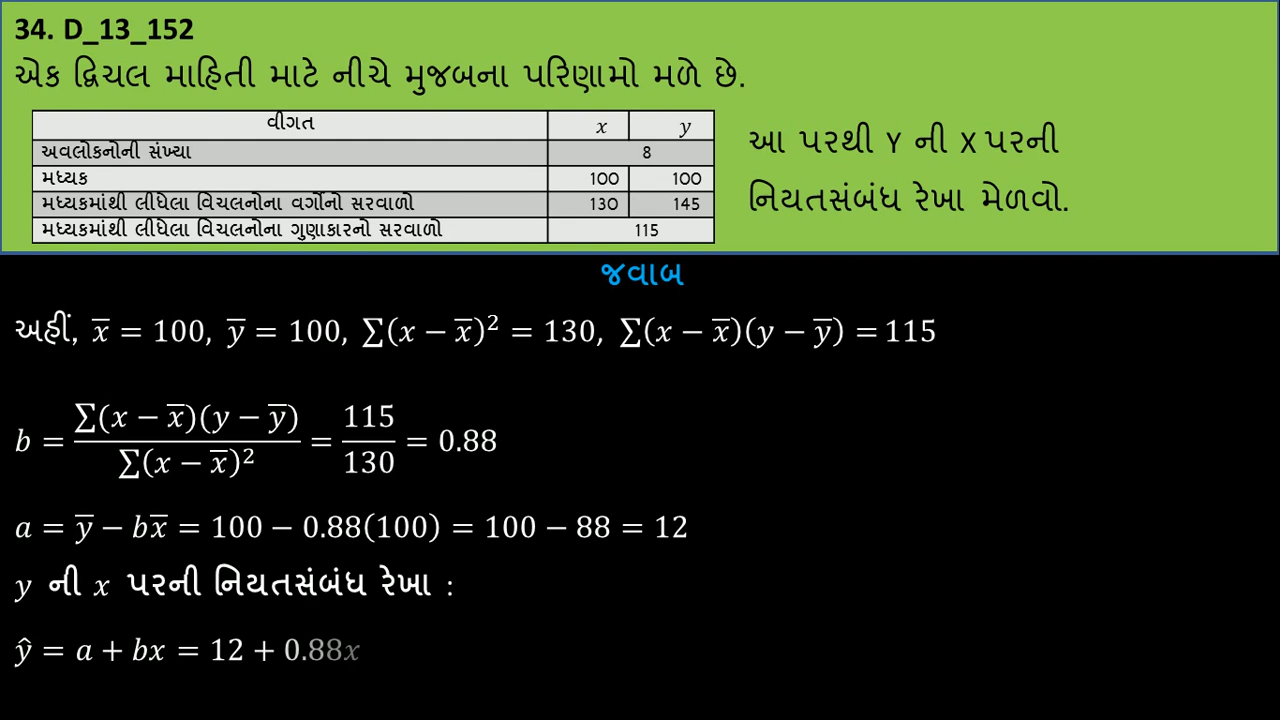 34. D_13_152
એક દ્વિચલ માહિતી માટે નીચે મુજબના પરિણામો મળે છે.
વીગત x y
અવલોકનોની સંખ્યા 8
મધ્યક 100 100
મધ્યકમાંથી લીધેલા વિચલનોના વર્ગોનો સરવાળો 130 145
મધ્યકમાંથી લીધેલા વિચલનોના ગુણાકારનો સરવાળો 115
આ પરથી Y ની X પરની
નિયતસંબંધ રેખા મેળવો.
જવાબ
અહીં, x̅ = 100, y̅ = 100, ∑(x − x̅)² = 130, ∑(x − x̅)(y − y̅) = 115
b = ∑(x − x̅)(y − y̅) / ∑(x − x̅)² = 115 / 130 = 0.88
a = y̅ − bx̅ = 100 − 0.88(100) = 100 − 88 = 12
y ની x પરની નિયતસંબંધ રેખા :
ŷ = a + bx = 12 + 0.88x